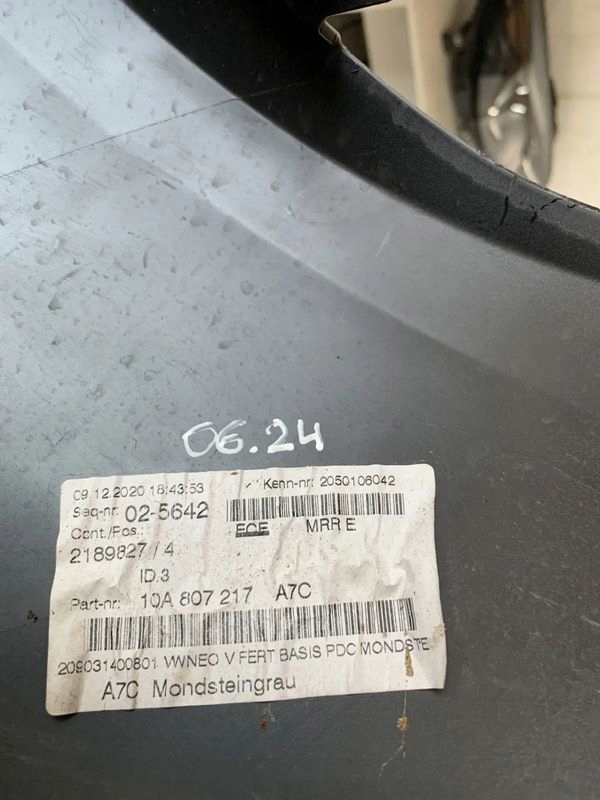 06.24
09.12.2020 18:43:53 Kenn-nr: 2050106042
Seq-nr: 02-5642
Cont./Pos.: ECE MRR E
2189827 / 4
ID.3
Part-nr: 10A 807 217 A7C
209031400801 VWNEO V FERT BASIS PDC MONDSTE
A7C Mondsteingrau